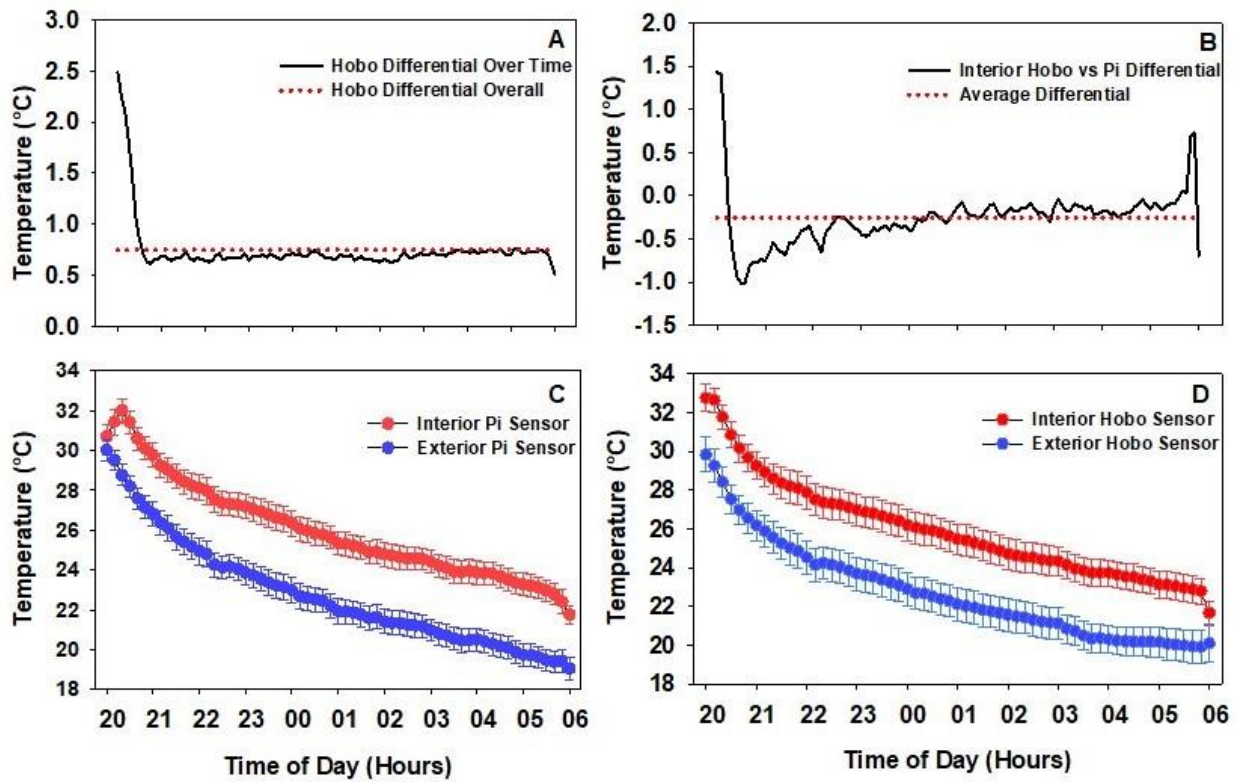 A
Hobo Differential Over Time
Hobo Differential Overall
Temperature (°C)
3.0
2.5
2.0
1.5
1.0
0.5
0.0
B
Interior Hobo vs Pi Differential
Average Differential
Temperature (°C)
2.0
1.5
1.0
0.5
0.0
-0.5
-1.0
-1.5
C
Interior Pi Sensor
Exterior Pi Sensor
Temperature (°C)
34
32
30
28
26
24
22
20
18
20 21 22 23 00 01 02 03 04 05 06
Time of Day (Hours)
D
Interior Hobo Sensor
Exterior Hobo Sensor
Temperature (°C)
34
32
30
28
26
24
22
20
18
20 21 22 23 00 01 02 03 04 05 06
Time of Day (Hours)